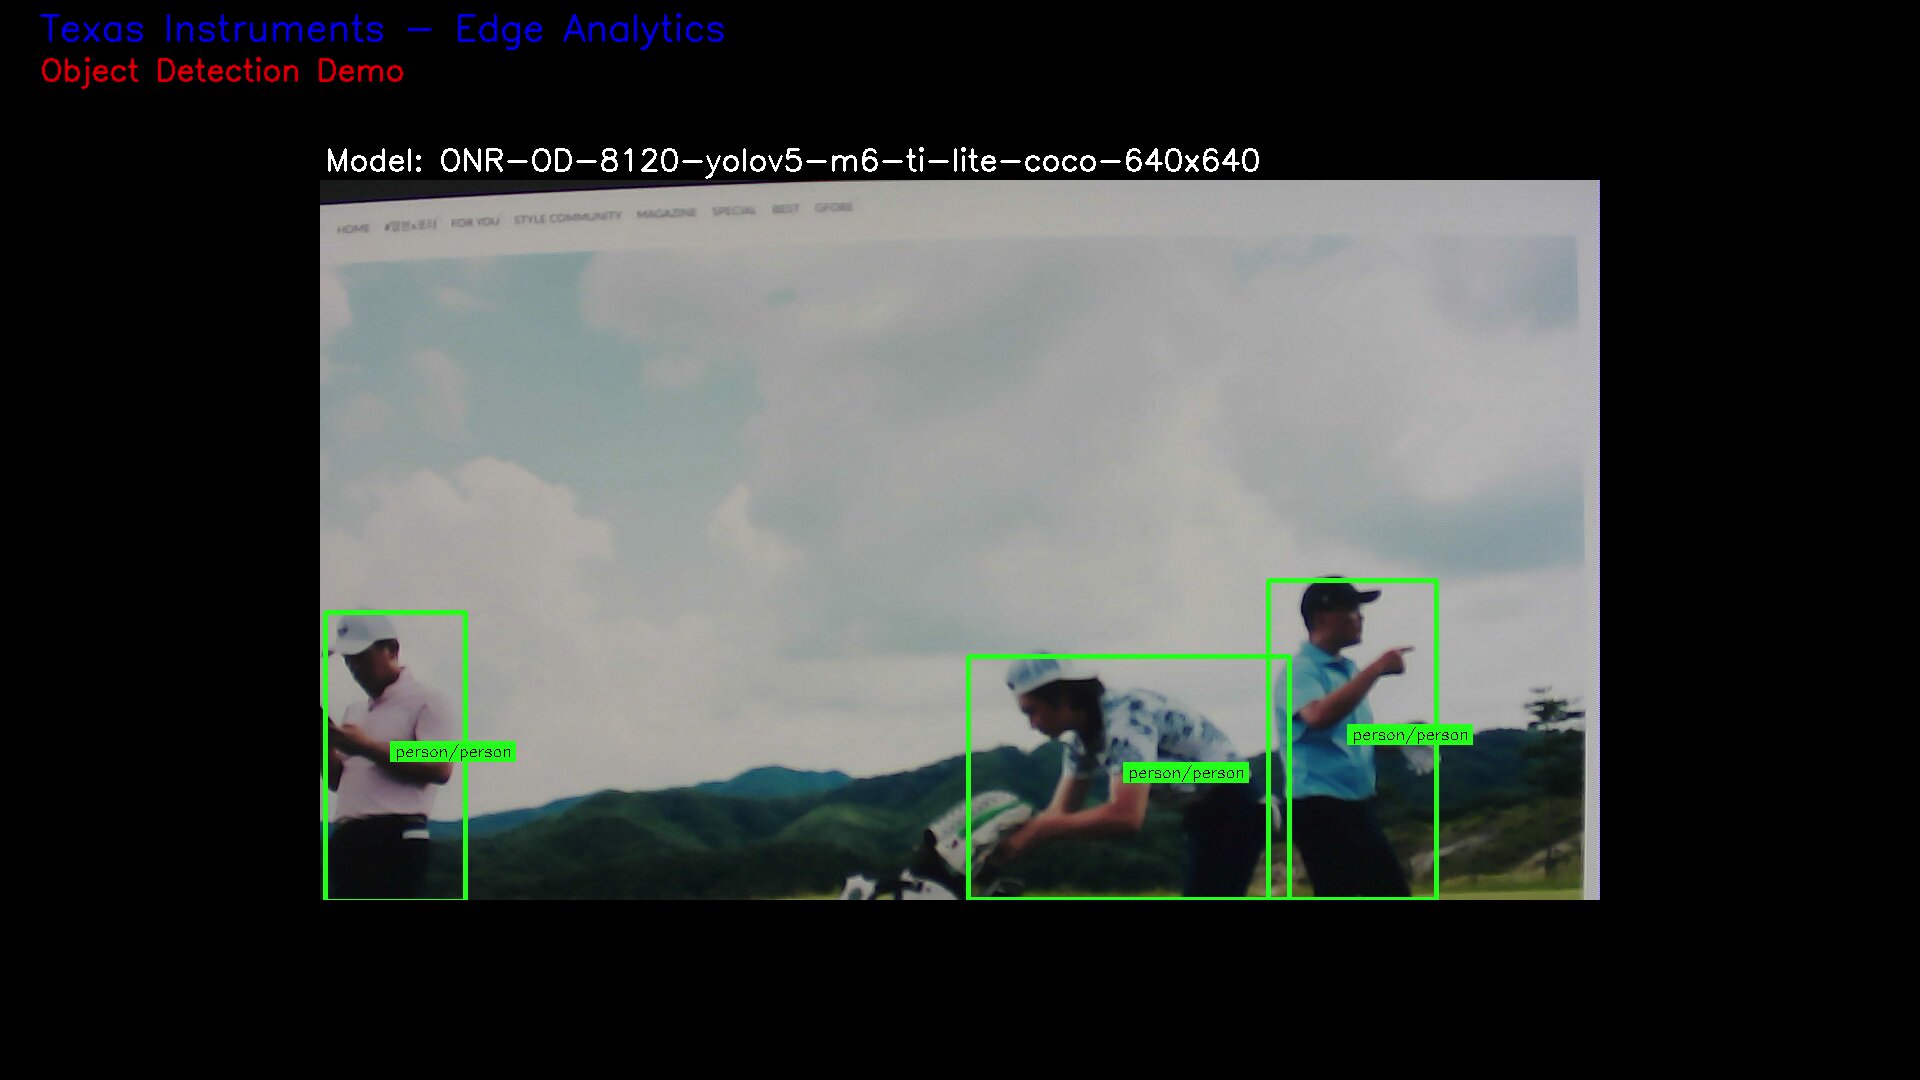 Texas Instruments - Edge Analytics
Object Detection Demo
Model: ONR-OD-8120-yolov5-m6-ti-lite-coco-640x640
HOME FOR YOU STYLE COMMUNITY MAGAZINE SPECIAL BEST GFORE
person/person
person/person
person/person